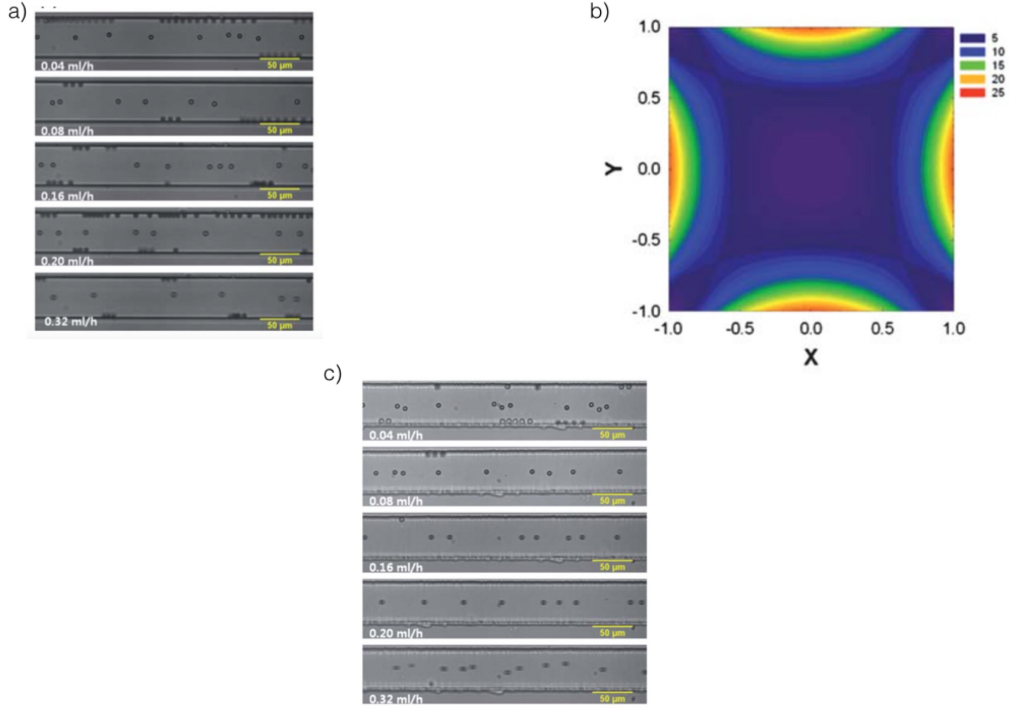 a)
0.04 ml/h 50 µm
0.08 ml/h 50 µm
0.16 ml/h 50 µm
0.20 ml/h 50 µm
0.32 ml/h 50 µm
b)
1.0
0.5
0.0
-0.5
-1.0
Y
-1.0 -0.5 0.0 0.5 1.0
X
5
10
15
20
25
c)
0.04 ml/h 50 µm
0.08 ml/h 50 µm
0.16 ml/h 50 µm
0.20 ml/h 50 µm
0.32 ml/h 50 µm